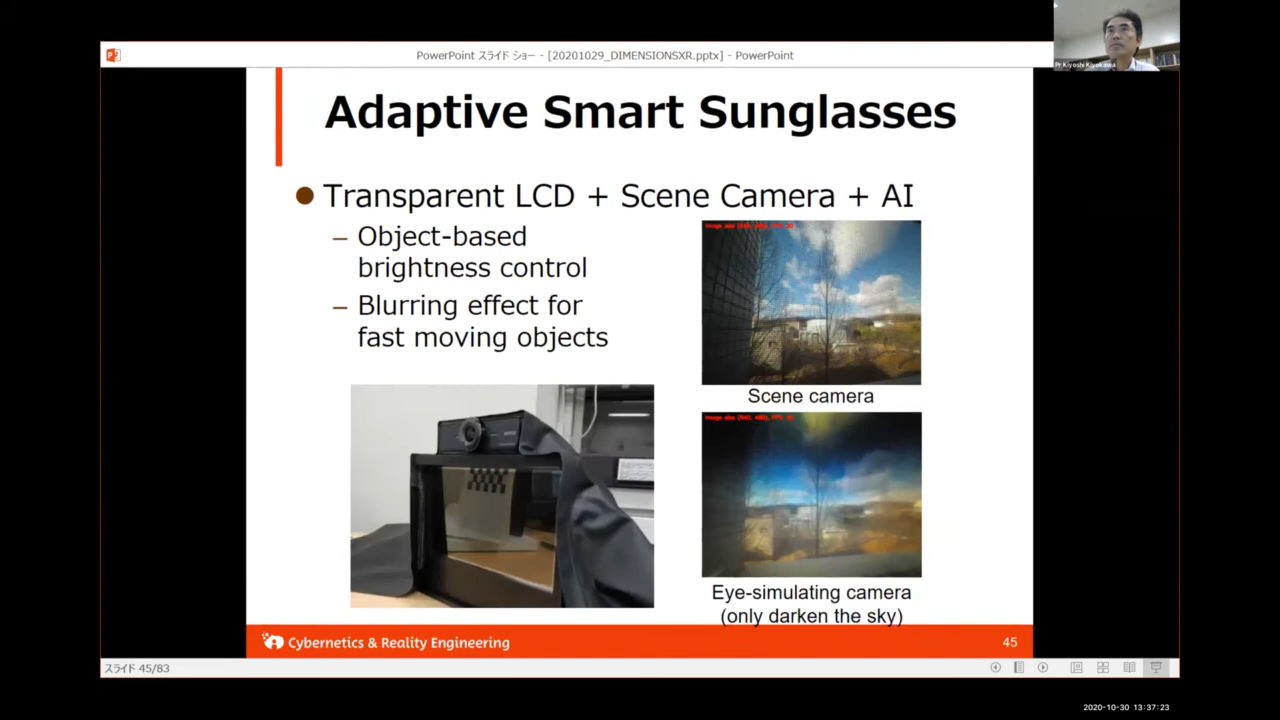 PowerPoint スライド ショー - [20201029_DIMENSIONSXR.pptx] - PowerPoint
Pr Kiyoshi Kiyokawa
Adaptive Smart Sunglasses
Transparent LCD + Scene Camera + AI
– Object-based
brightness control
– Blurring effect for
fast moving objects
Scene camera
Eye-simulating camera
(only darken the sky)
Cybernetics & Reality Engineering
45
スライド 45/83
2020-10-30 13:37:23